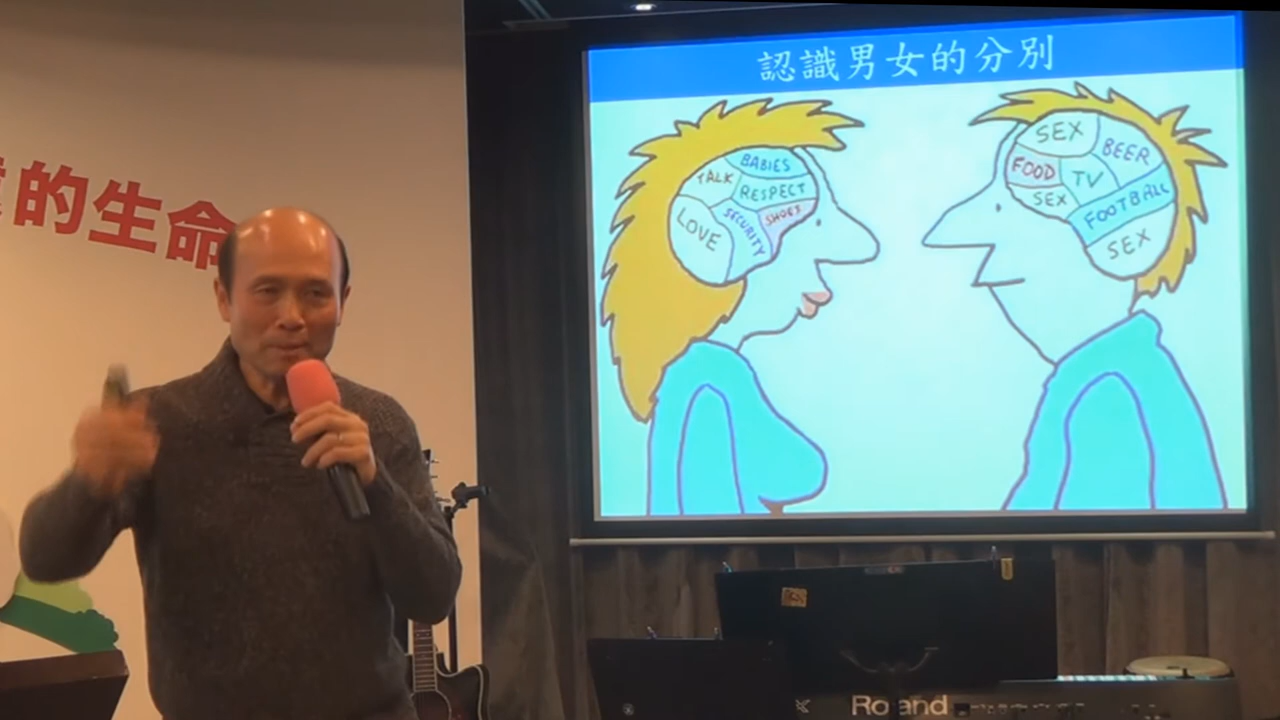 認識男女的分別
的生命
BABIES
TALK
RESPECT
LOVE
SECURITY
SHOES
SEX
BEER
FOOD
TV
SEX
FOOTBALL
SEX
Roland